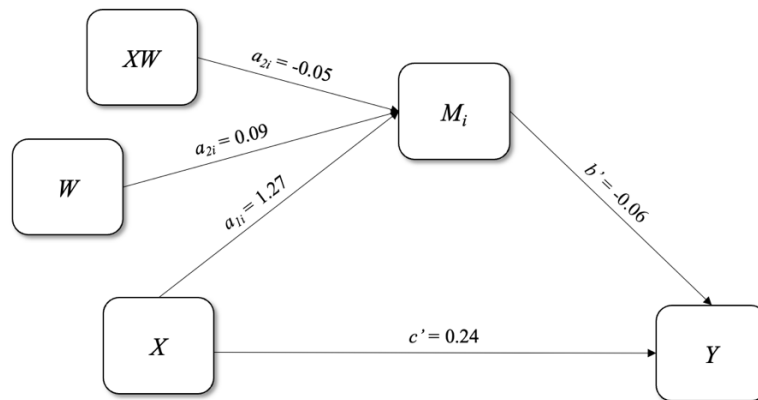 XW
a2i = -0.05
Mi
a2i = 0.09
W
a1i = 1.27
b’ = -0.06
X
c’ = 0.24
Y